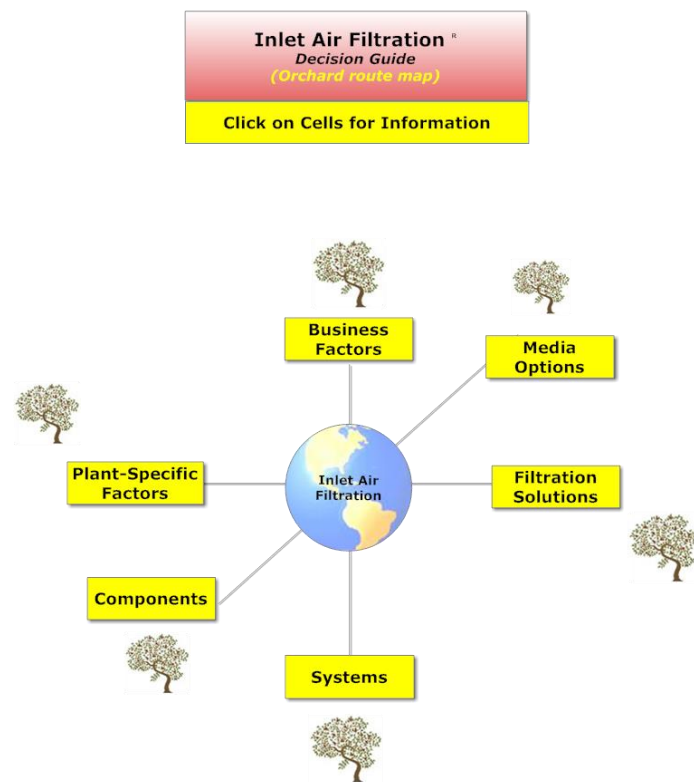 Inlet Air Filtration R
Decision Guide
(Orchard route map)
Click on Cells for Information
Business
Factors
Media
Options
Plant-Specific
Factors
Inlet Air
Filtration
Filtration
Solutions
Components
Systems